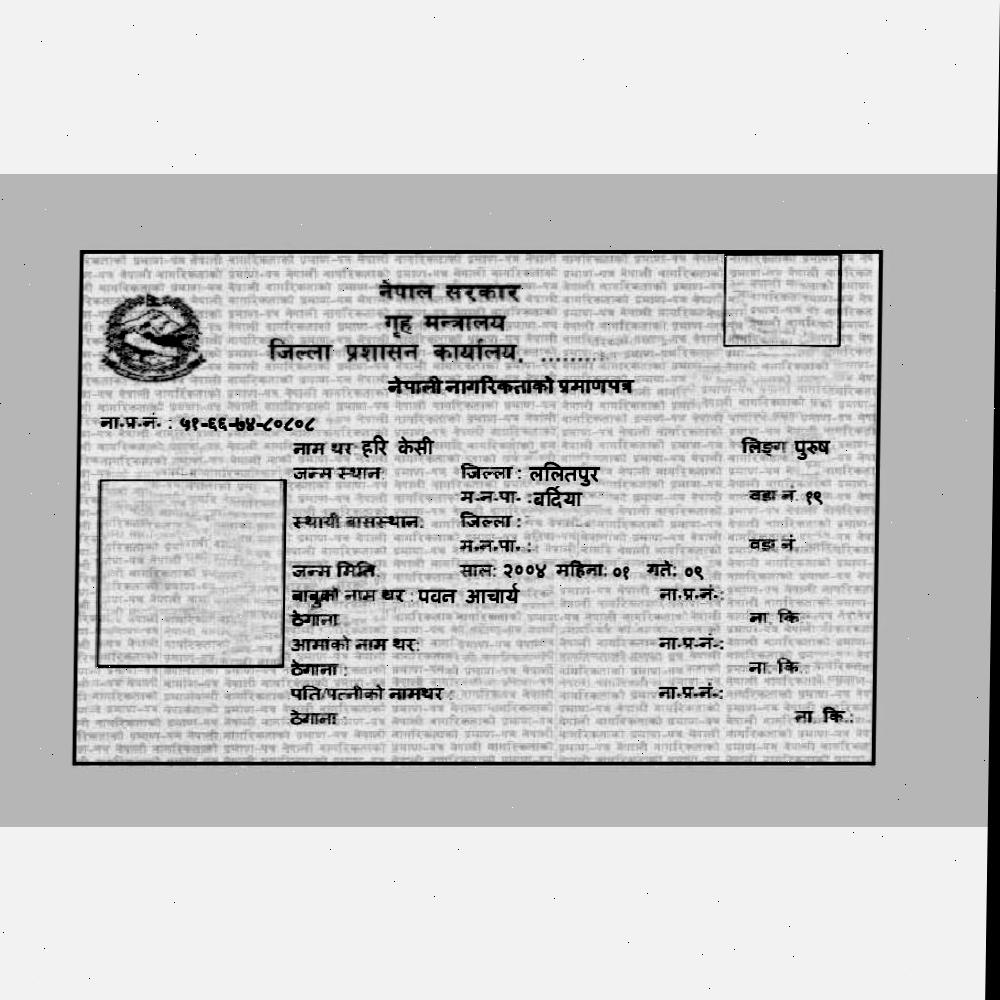 नेपाल सरकार
गृह मन्त्रालय
जिल्ला प्रशासन कार्यालय, .........
नेपाली नागरिकताको प्रमाणपत्र
ना.प्र.नं. : ५१-६६-७४-८०८०८
नाम थर हरि केसी लिङ्ग पुरुष
जन्म स्थान जिल्ला : ललितपुर
म.न.पा. : बर्दिया वडा नं. १९
स्थायी बासस्थान: जिल्ला :
म.न.पा. : वडा नं.
जन्म मिति साल: २००४ महिना: ०१ गते: ०९
बाबुको नाम थर : पवन आचार्य ना.प्र.नं.:
ठेगाना ना. कि.
आमाको नाम थर: ना.प्र.नं.:
ठेगाना : ना. कि.
पति/पत्नीको नामथर : ना.प्र.नं.:
ठेगाना : ना. कि.: